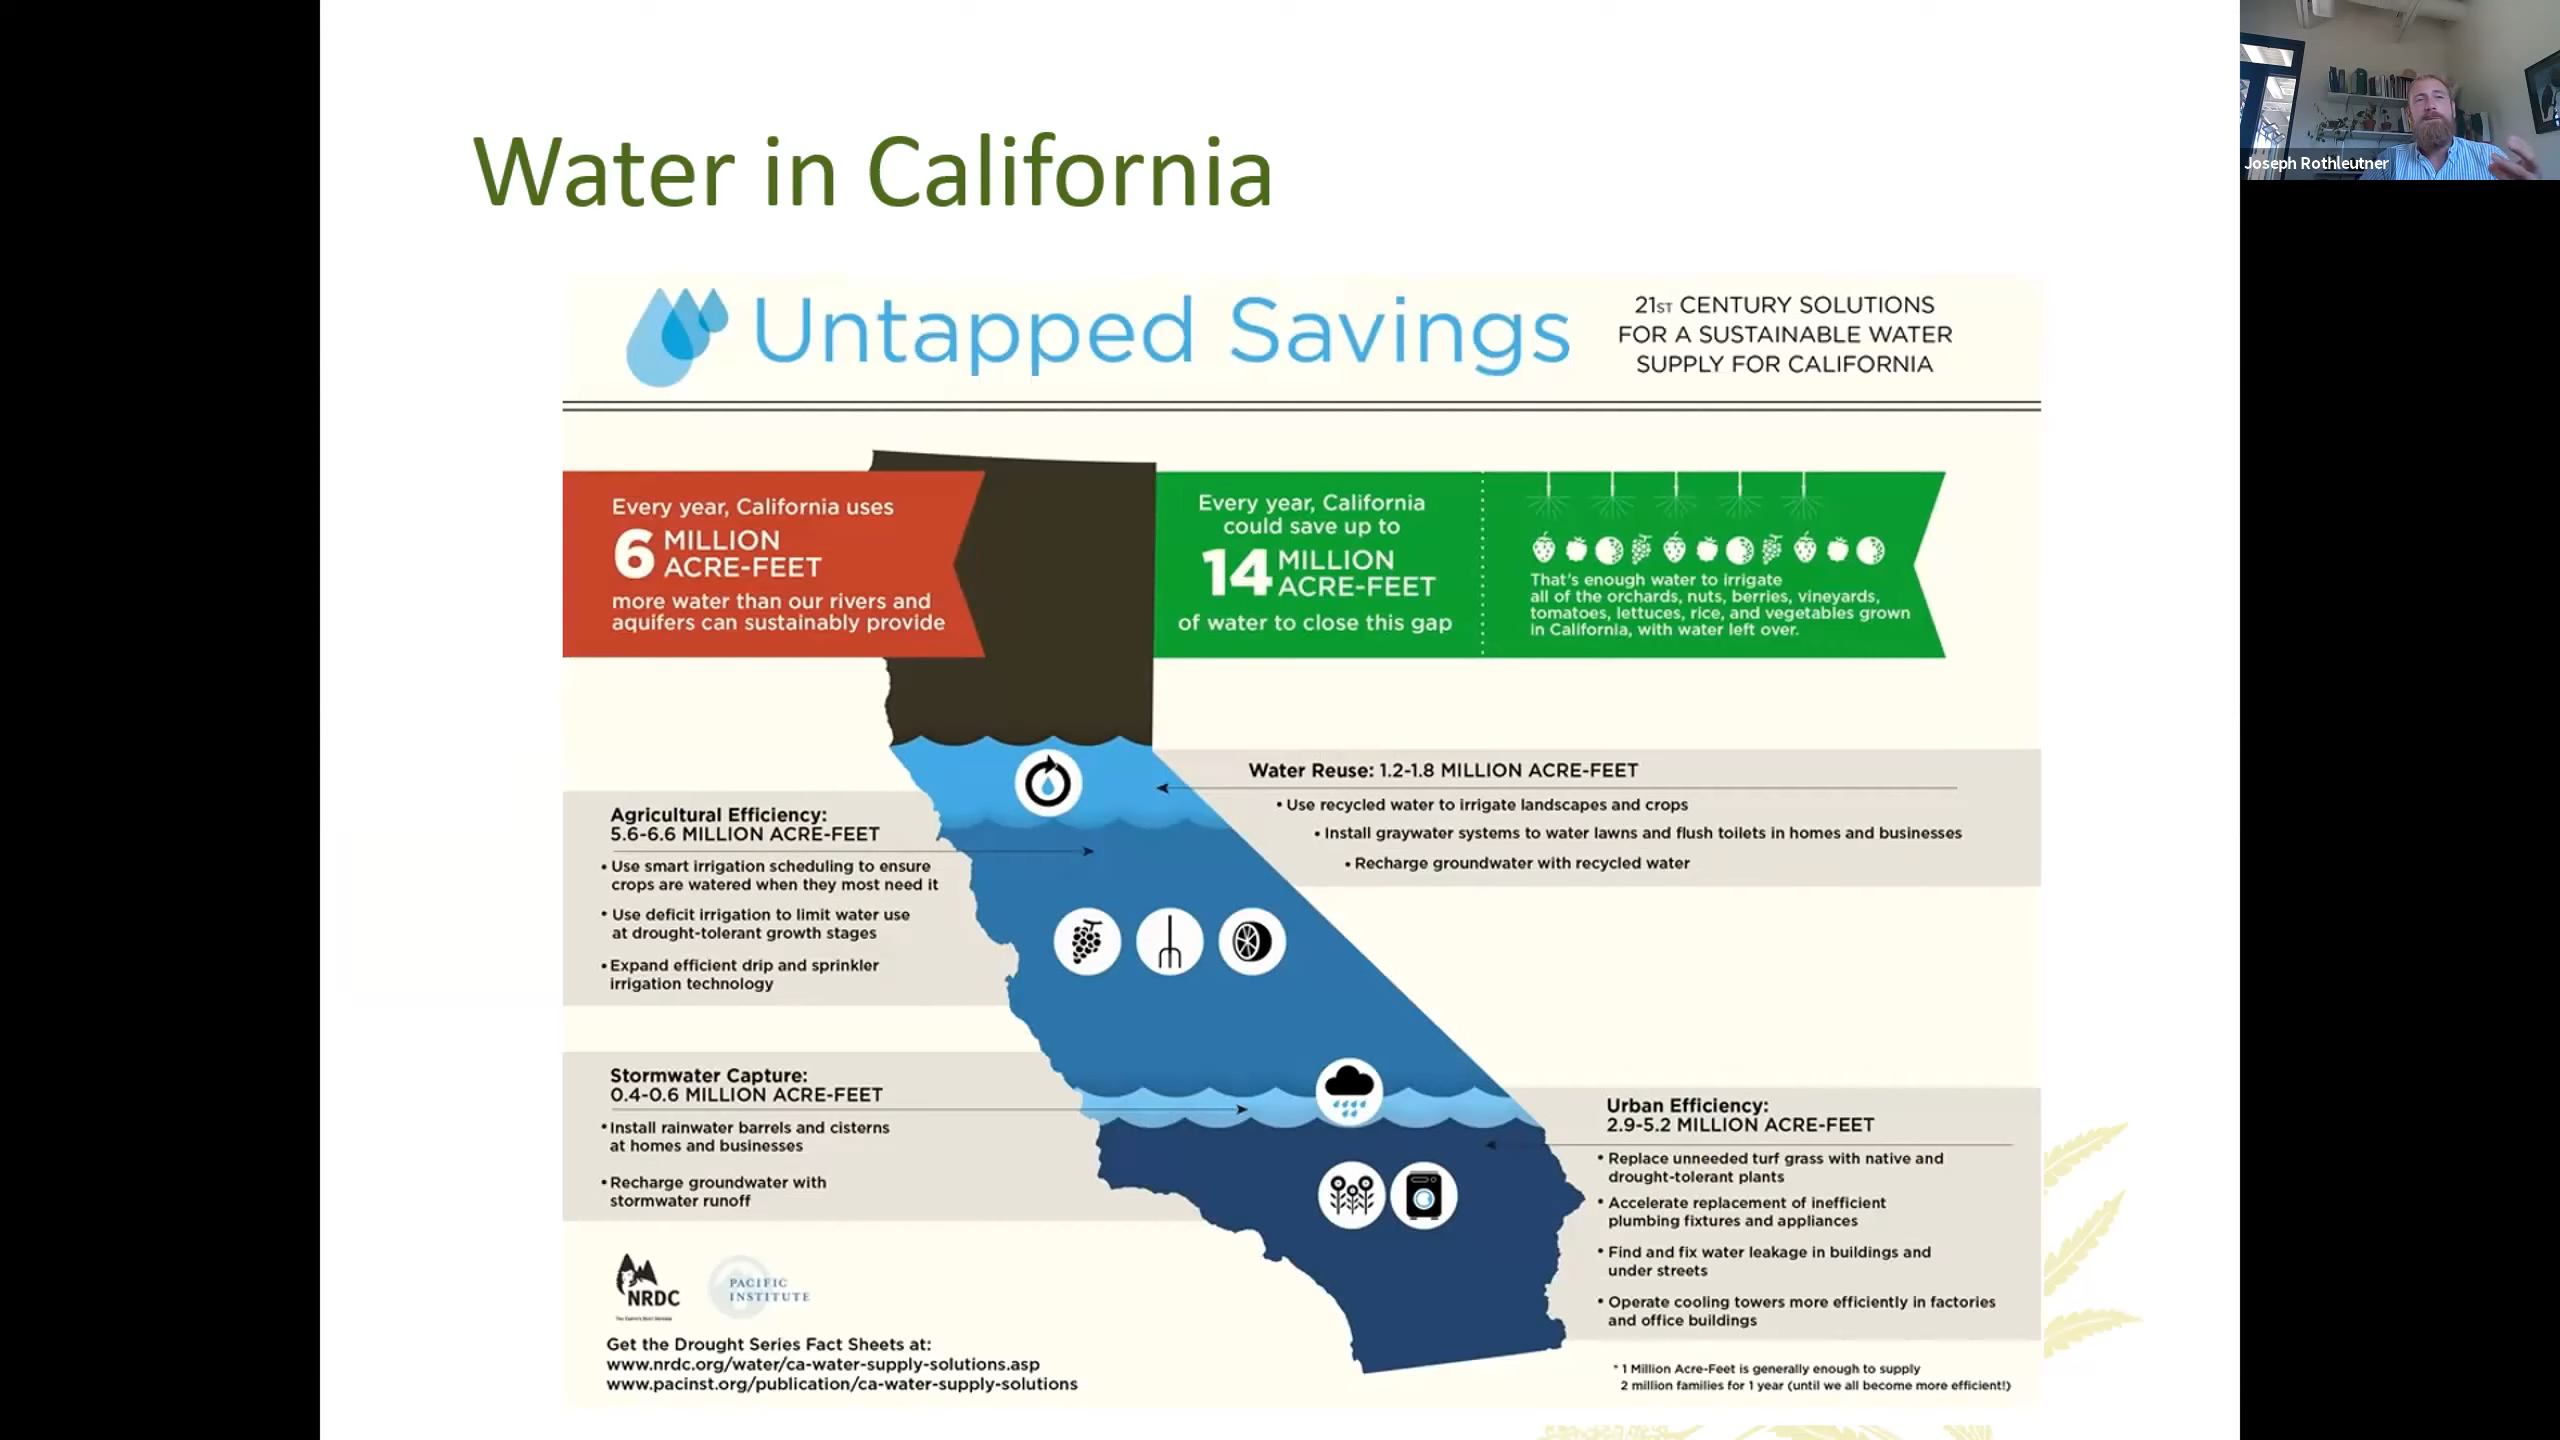 Water in California
Joseph Rothleutner
Untapped Savings
21ST CENTURY SOLUTIONS
FOR A SUSTAINABLE WATER
SUPPLY FOR CALIFORNIA
Every year, California uses
6 MILLION
ACRE-FEET
more water than our rivers and
aquifers can sustainably provide
Every year, California
could save up to
14 MILLION
ACRE-FEET
of water to close this gap
That's enough water to irrigate
all of the orchards, nuts, berries, vineyards,
tomatoes, lettuces, rice, and vegetables grown
in California, with water left over.
Water Reuse: 1.2-1.8 MILLION ACRE-FEET
• Use recycled water to irrigate landscapes and crops
• Install graywater systems to water lawns and flush toilets in homes and businesses
• Recharge groundwater with recycled water
Agricultural Efficiency:
5.6-6.6 MILLION ACRE-FEET
• Use smart irrigation scheduling to ensure
crops are watered when they most need it
• Use deficit irrigation to limit water use
at drought-tolerant growth stages
• Expand efficient drip and sprinkler
irrigation technology
Stormwater Capture:
0.4-0.6 MILLION ACRE-FEET
• Install rainwater barrels and cisterns
at homes and businesses
• Recharge groundwater with
stormwater runoff
Urban Efficiency:
2.9-5.2 MILLION ACRE-FEET
• Replace unneeded turf grass with native and
drought-tolerant plants
• Accelerate replacement of inefficient
plumbing fixtures and appliances
• Find and fix water leakage in buildings and
under streets
• Operate cooling towers more efficiently in factories
and office buildings
NRDC
PACIFIC
INSTITUTE
Get the Drought Series Fact Sheets at:
www.nrdc.org/water/ca-water-supply-solutions.asp
www.pacinst.org/publication/ca-water-supply-solutions
* 1 Million Acre-Feet is generally enough to supply
2 million families for 1 year (until we all become more efficient!)